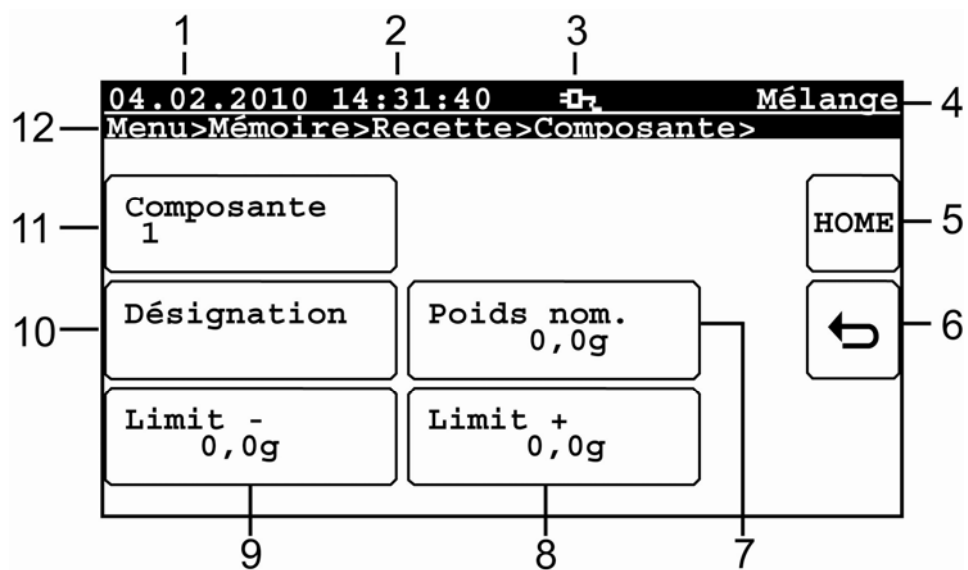 1 2 3
04.02.2010 14:31:40 Mélange 4
12 Menu>Mémoire>Recette>Composante>
11 Composante HOME 5
1
10 Désignation Poids nom. 6
0,0g
Limit - Limit +
0,0g 0,0g
9 8 7